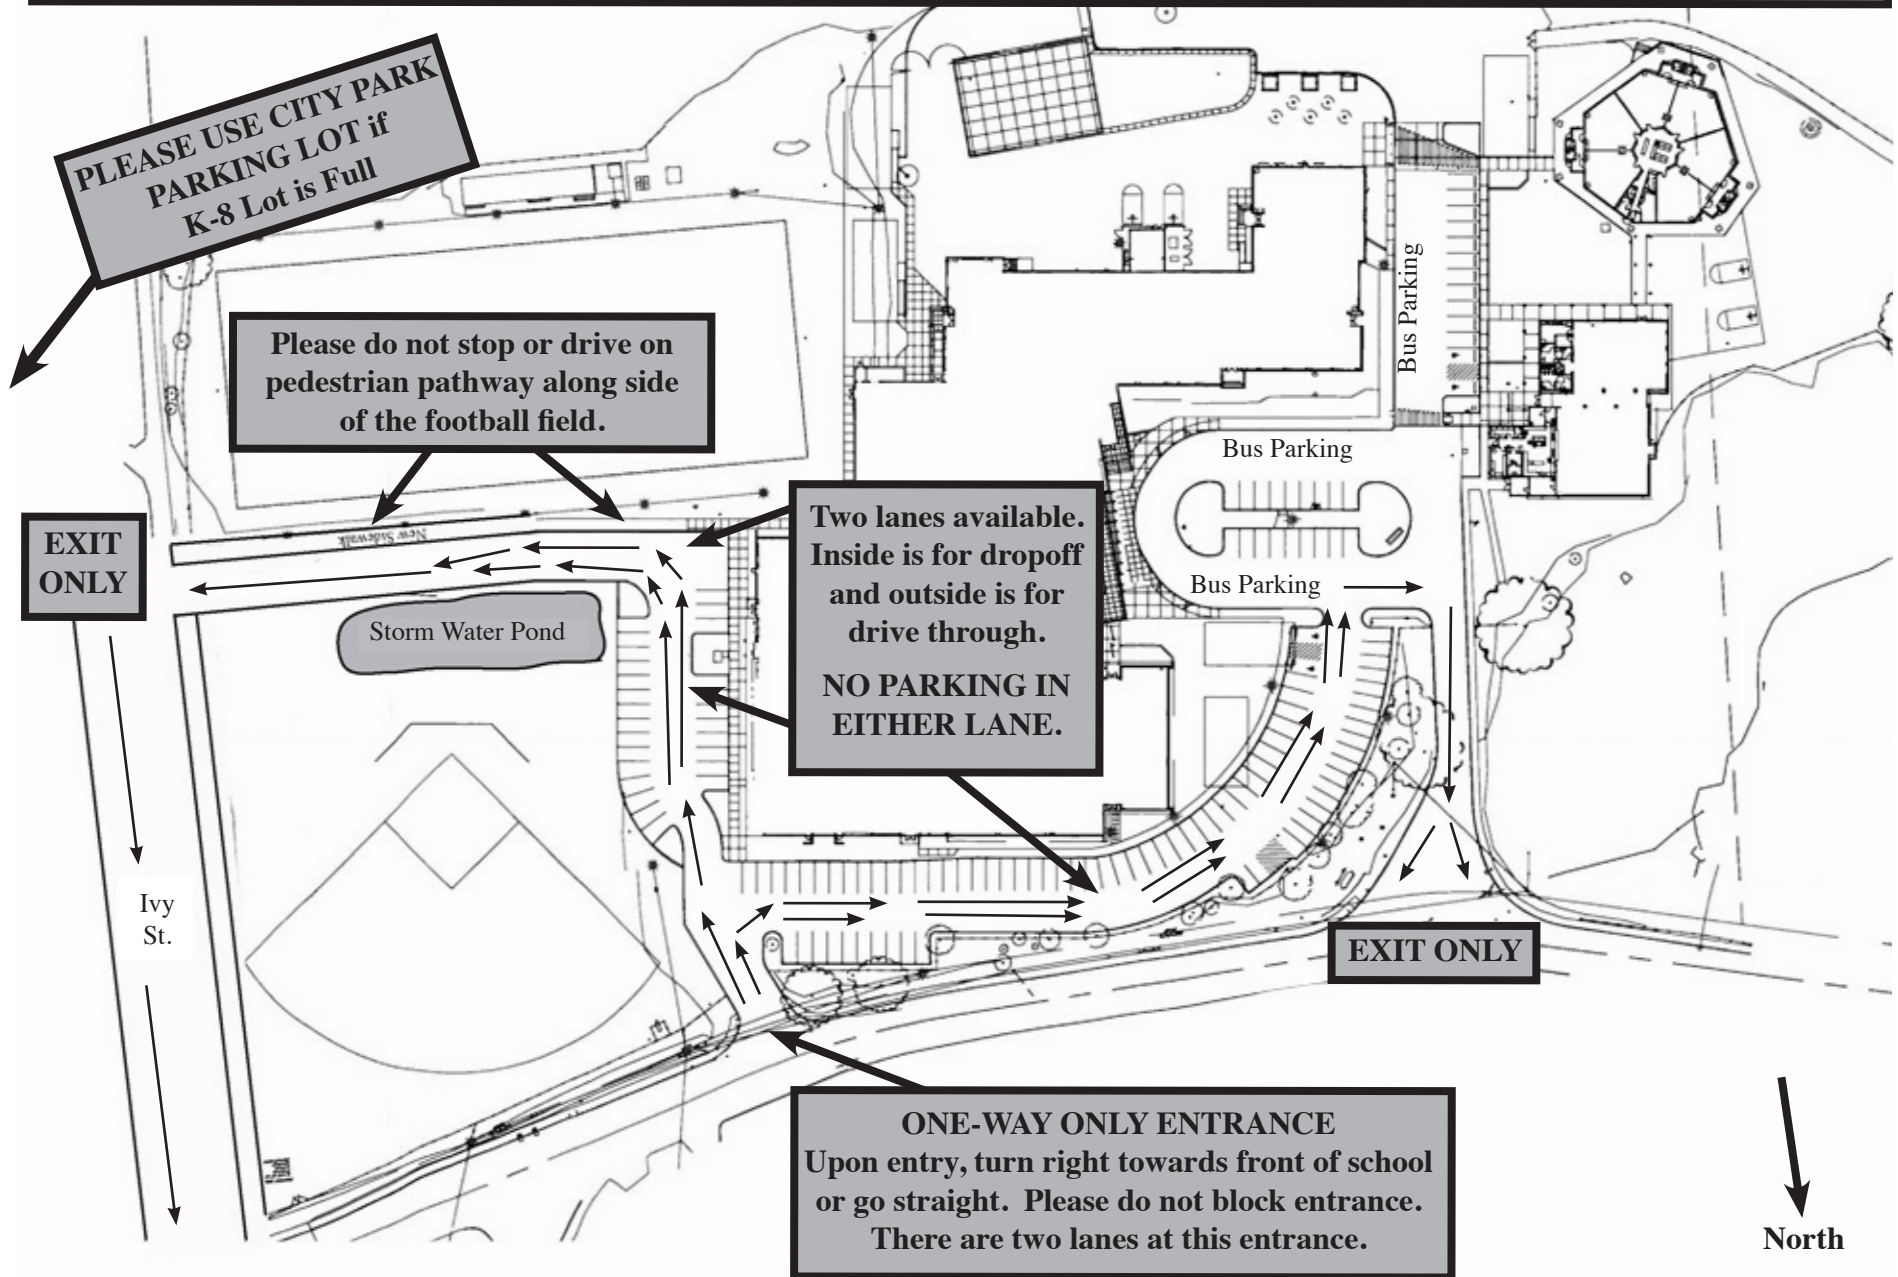 PLEASE USE CITY PARK
PARKING LOT if
K-8 Lot is Full
Please do not stop or drive on
pedestrian pathway along side
of the football field.
Bus Parking
Bus Parking
Bus Parking
EXIT
ONLY
New Sidewalk
Two lanes available.
Inside is for dropoff
and outside is for
drive through.
NO PARKING IN
EITHER LANE.
Storm Water Pond
Ivy
St.
EXIT ONLY
ONE-WAY ONLY ENTRANCE
Upon entry, turn right towards front of school
or go straight. Please do not block entrance.
There are two lanes at this entrance.
North